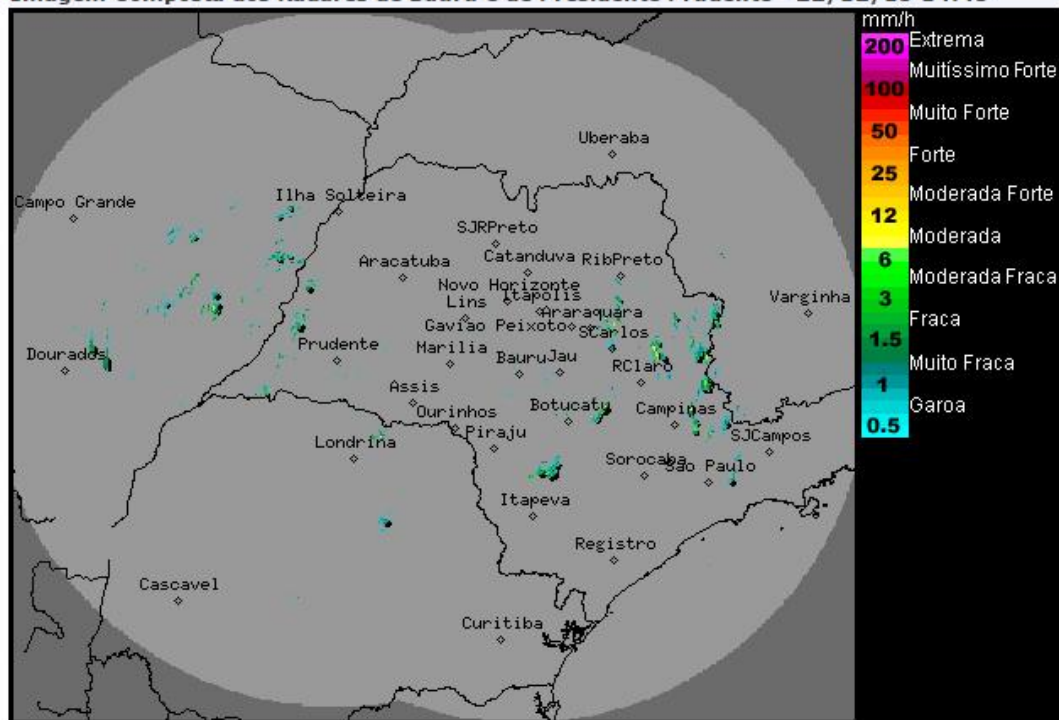 mm/h
200 Extrema
Muitíssimo Forte
100
Muito Forte
50
Forte
25
Moderada Forte
12
Moderada
6
Moderada Fraca
3
Fraca
1.5
Muito Fraca
1
Garoa
0.5
Uberaba
Campo Grande
Ilha Solteira
SJRPreto
Catanduva
RibPreto
Aracatuba
Novo Horizonte
Itapolis
Lins
Araraquara
Varginha
Gaviao Peixoto
SCarlos
Dourados
Prudente
Marilia
Bauru
Jau
RClaro
Assis
Ourinhos
Botucatu
Campinas
Piraju
SJCampos
Londrina
Sorocaba
Sao Paulo
Itapeva
Registro
Cascavel
Curitiba